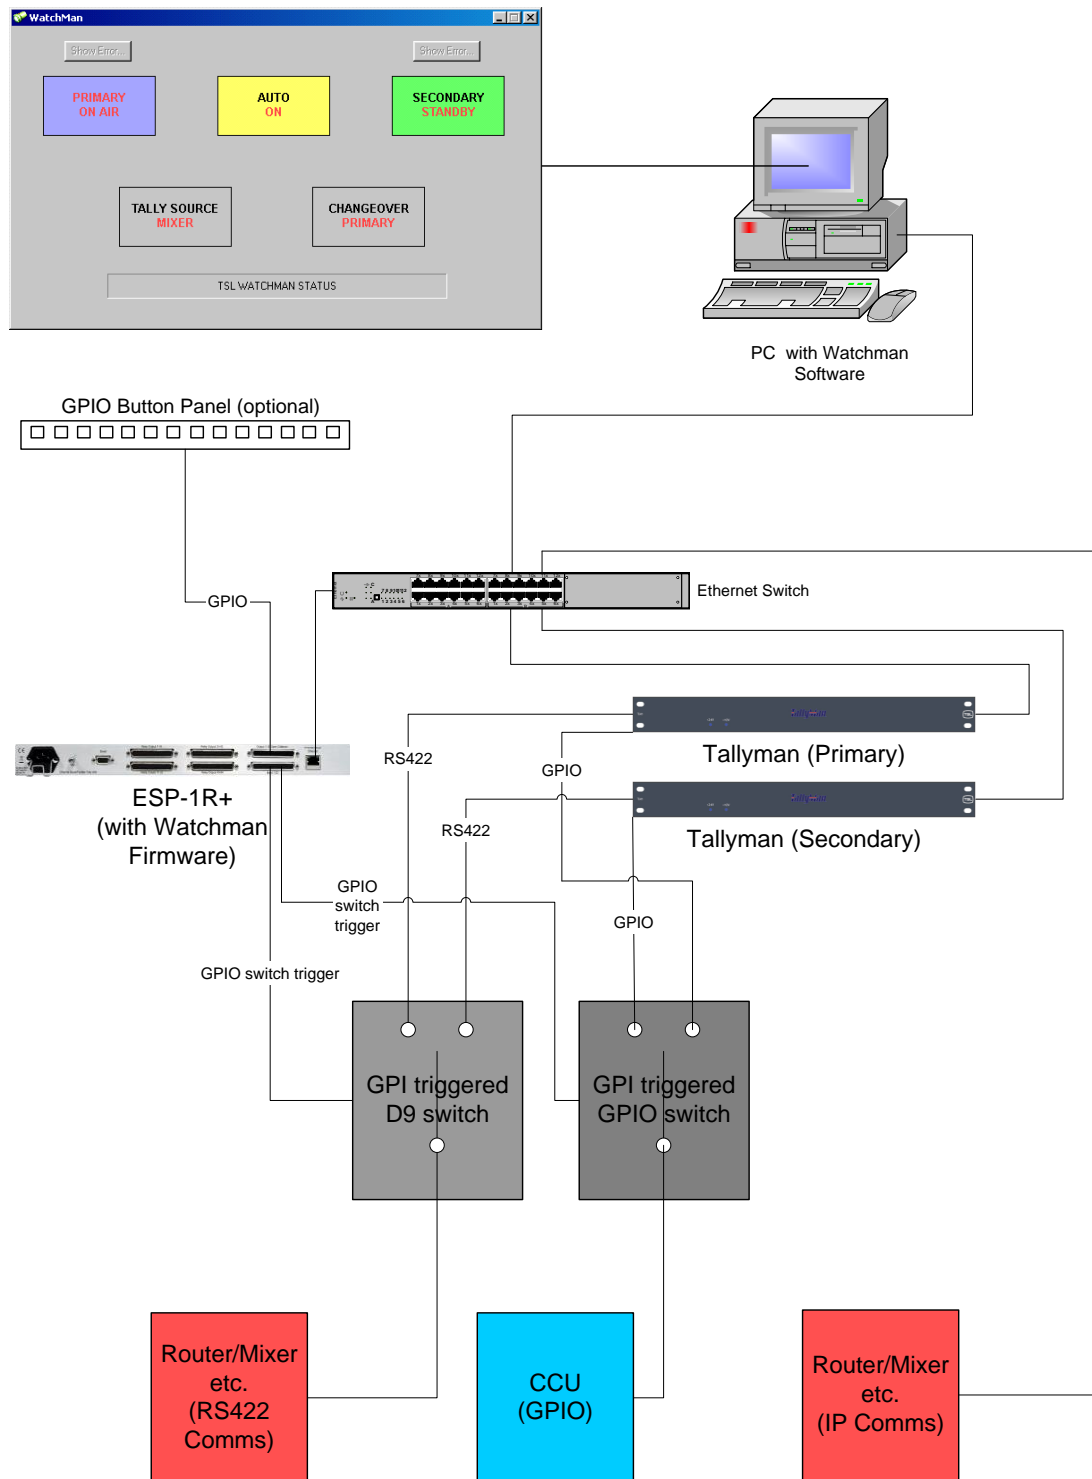 WatchMan
Show Error...
Show Error...
PRIMARY
ON AIR
AUTO
ON
SECONDARY
STANDBY
TALLY SOURCE
MIXER
CHANGEOVER
PRIMARY
TSL WATCHMAN STATUS
PC with Watchman
Software
GPIO Button Panel (optional)
GPIO
Ethernet Switch
RS422
GPIO
Tallyman (Primary)
ESP-1R+
(with Watchman
Firmware)
RS422
Tallyman (Secondary)
GPIO
switch
trigger
GPIO
GPIO switch trigger
GPI triggered
D9 switch
GPI triggered
GPIO switch
Router/Mixer
etc.
(RS422
Comms)
CCU
(GPIO)
Router/Mixer
etc.
(IP Comms)